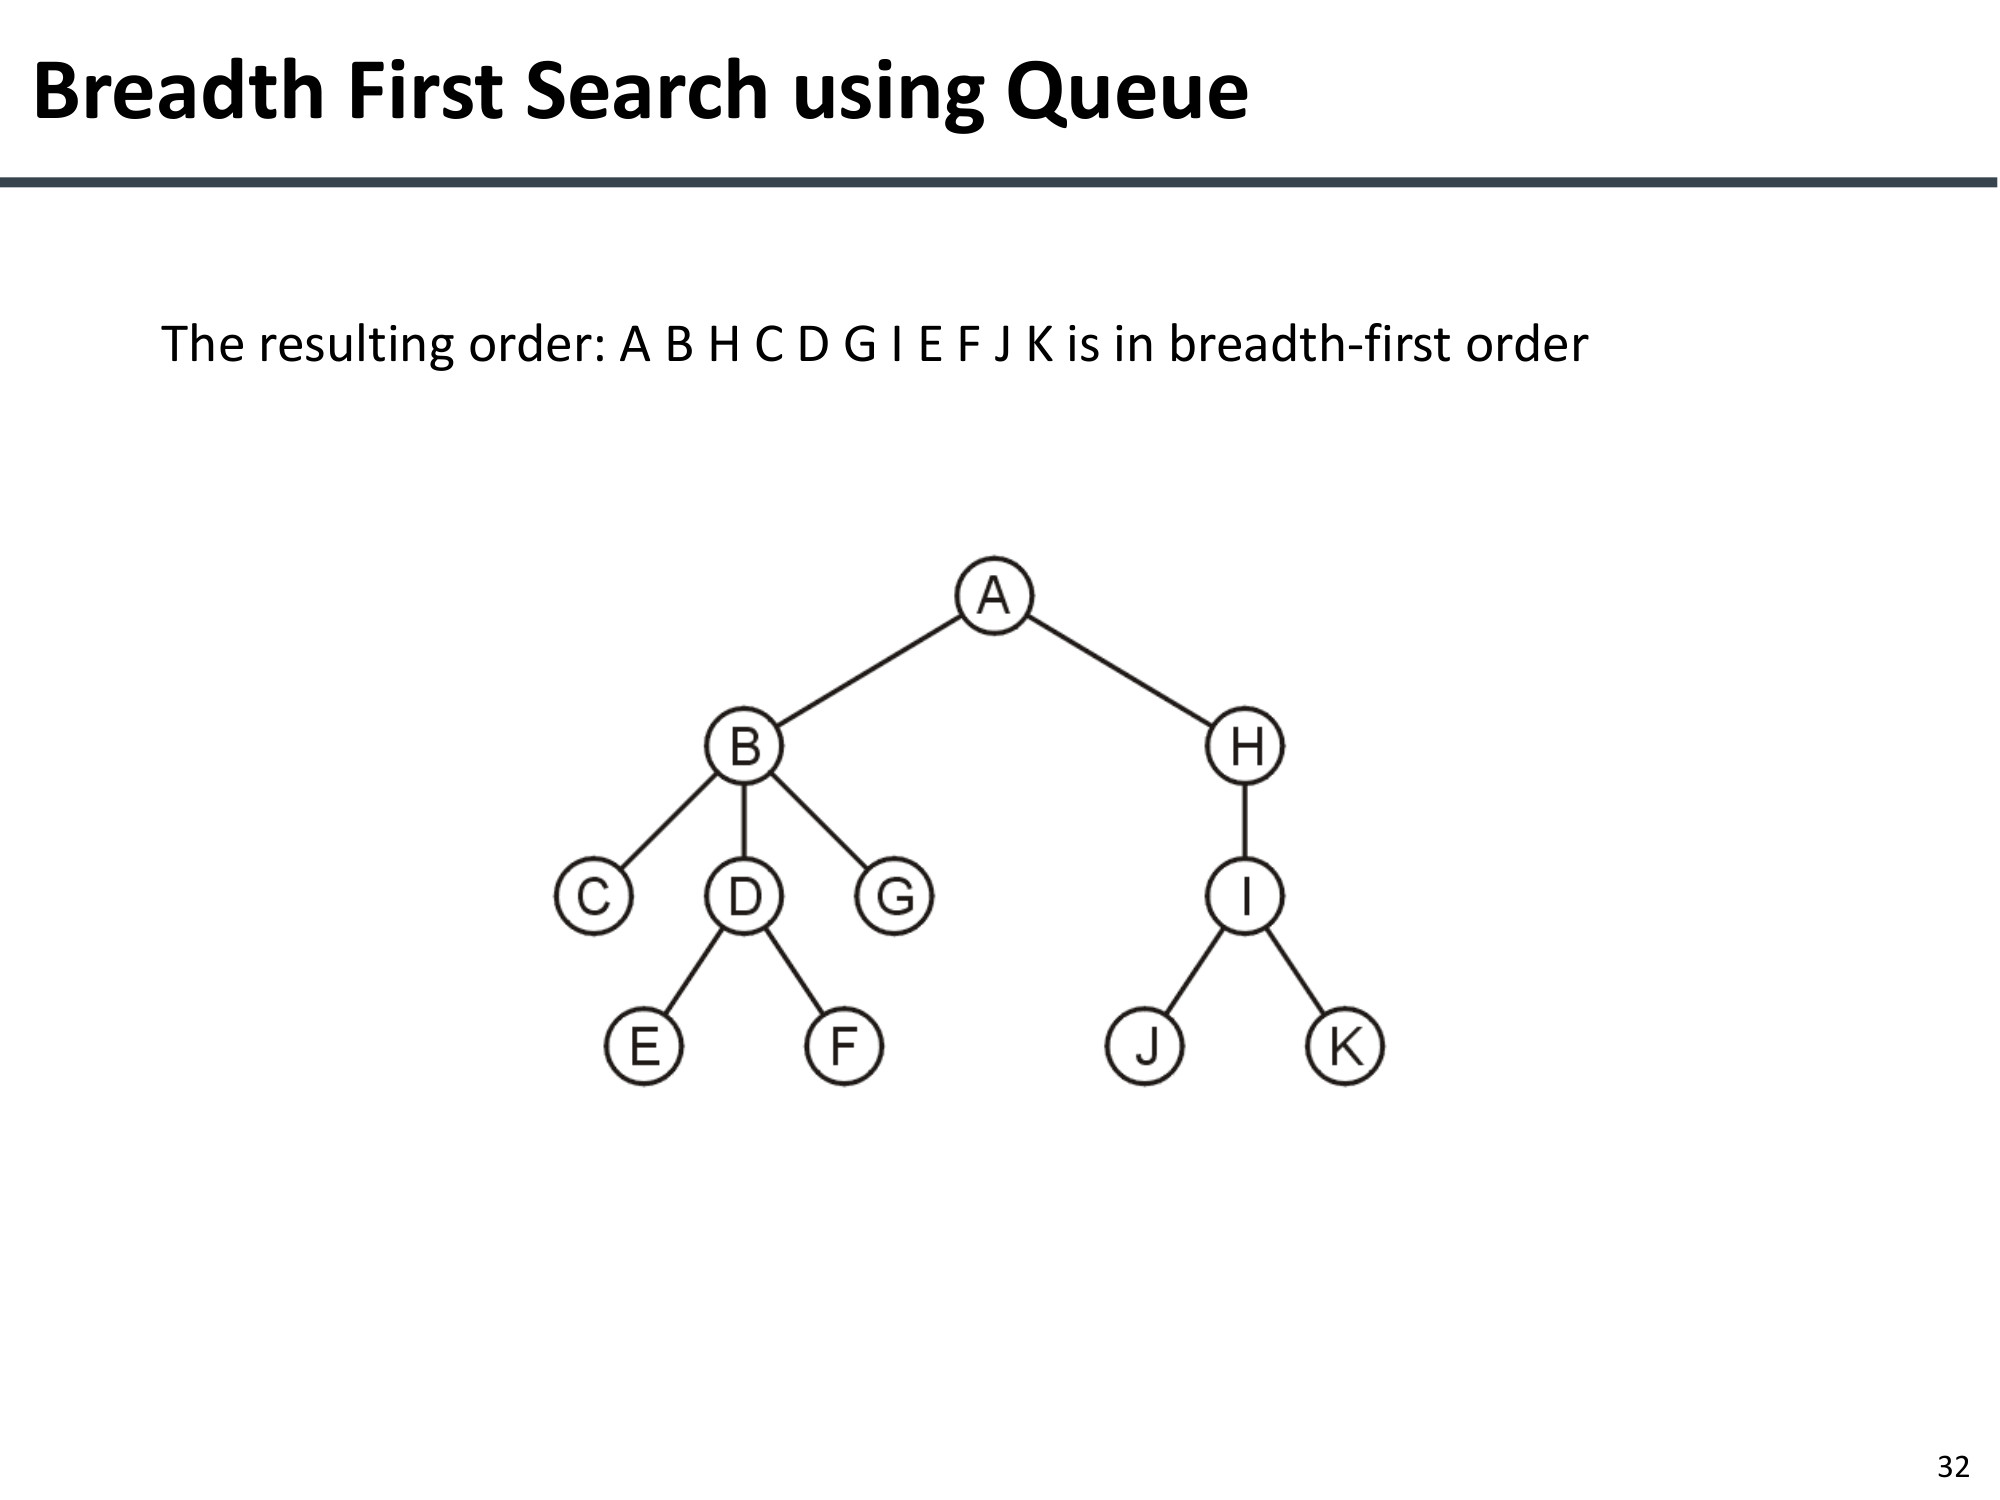 Breadth First Search using Queue
The resulting order: A B H C D G I E F J K is in breadth-first order
A
B H
C D G I
E F J K
32